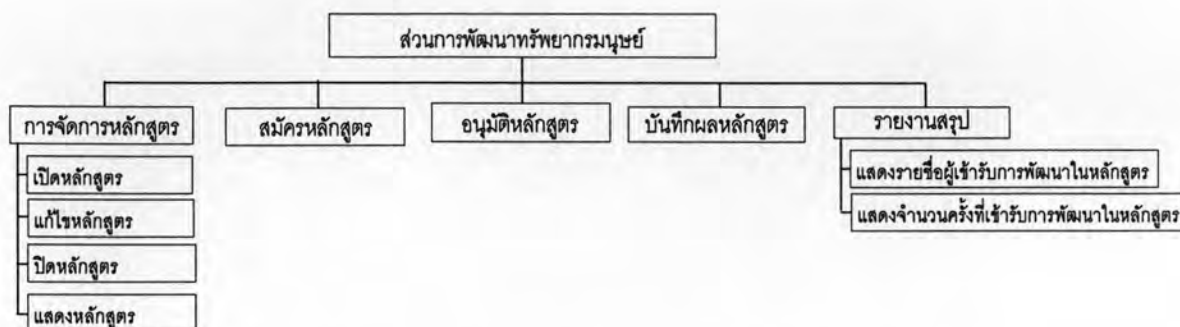 ส่วนการพัฒนาทรัพยากรมนุษย์
การจัดการหลักสูตร
สมัครหลักสูตร
อนุมัติหลักสูตร
บันทึกผลหลักสูตร
รายงานสรุป
เปิดหลักสูตร
แก้ไขหลักสูตร
ปิดหลักสูตร
แสดงหลักสูตร
แสดงรายชื่อผู้เข้ารับการพัฒนาในหลักสูตร
แสดงจำนวนครั้งที่เข้ารับการพัฒนาในหลักสูตร